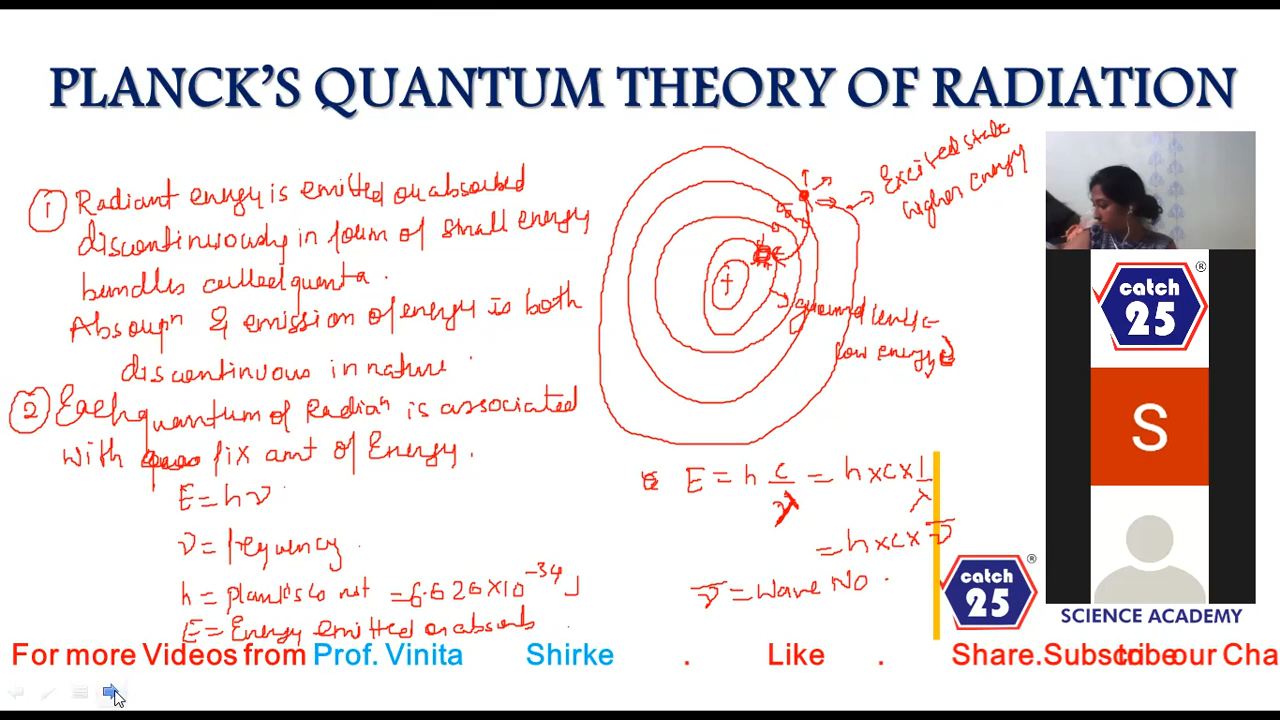 PLANCK'S QUANTUM THEORY OF RADIATION
① Radiant energy is emitted or absorbed
discontinuously in form of small energy
bundles called quanta.
Absorpⁿ & emission of energy is both
discontinuous in nature.
② Each quantum of Radiaⁿ is associated
with fix amt of Energy.
E = hν
ν = frequency.
h = plank's = 6.626 × 10⁻³⁴ J
E = Energy emitted or absorb
Excited state
higher Energy
+
ground level =
low energy
E = h c/λ = h × c × 1/λ
= h × c × ν̅
ν̅ = Wave No.
catch
25
®
S
catch
25
®
SCIENCE ACADEMY
For more Videos from Prof. Vinita Shirke . Like . Share.Subscribe our Cha